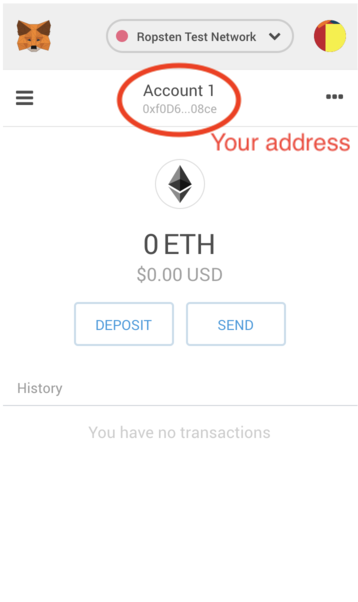 Ropsten Test Network
Account 1
0xf0D6...08ce
Your address
0 ETH
$0.00 USD
DEPOSIT
SEND
History
You have no transactions